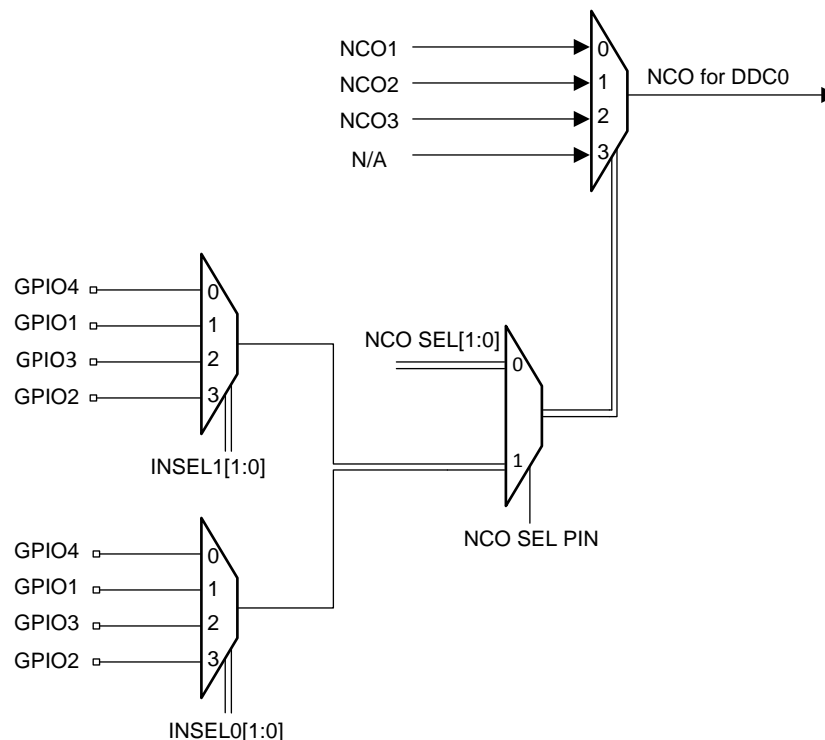 NCO1
0
NCO2
1
NCO for DDC0
NCO3
2
N/A
3
GPIO4
0
GPIO1
1
GPIO3
2
GPIO2
3
INSEL1[1:0]
NCO SEL[1:0]
0
1
NCO SEL PIN
GPIO4
0
GPIO1
1
GPIO3
2
GPIO2
3
INSEL0[1:0]